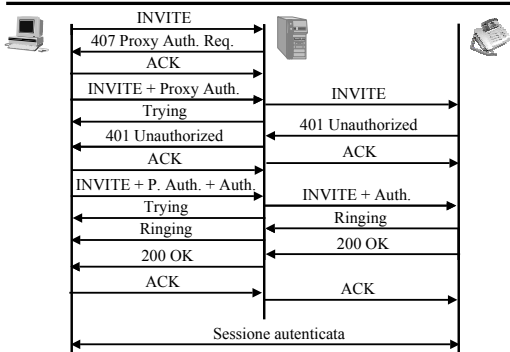 INVITE
407 Proxy Auth. Req.
ACK
INVITE + Proxy Auth.
INVITE
Trying
401 Unauthorized
401 Unauthorized
ACK
ACK
INVITE + P. Auth. + Auth.
INVITE + Auth.
Trying
Ringing
Ringing
200 OK
200 OK
ACK
ACK
Sessione autenticata